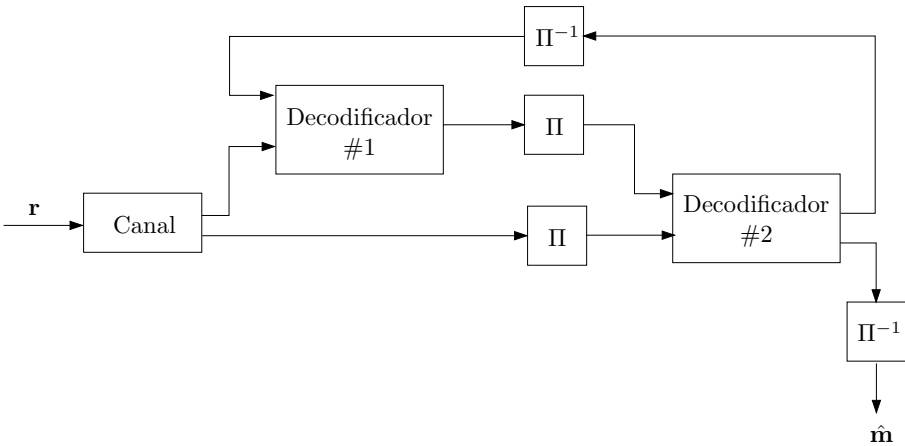 Π⁻¹
Decodificador
#1
Π
r
Canal
Π
Decodificador
#2
Π⁻¹
m̂